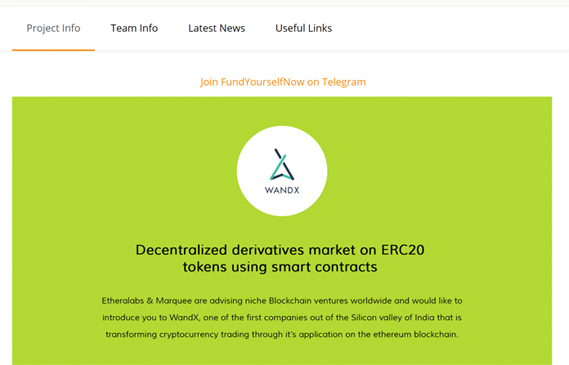 Project Info Team Info Latest News Useful Links
Join FundYourselfNow on Telegram
WANDX
Decentralized derivatives market on ERC20
tokens using smart contracts
Etheralabs & Marquee are advising niche Blockchain ventures worldwide and would like to
introduce you to WandX, one of the first companies out of the Silicon valley of India that is
transforming cryptocurrency trading through it's application on the ethereum blockchain.